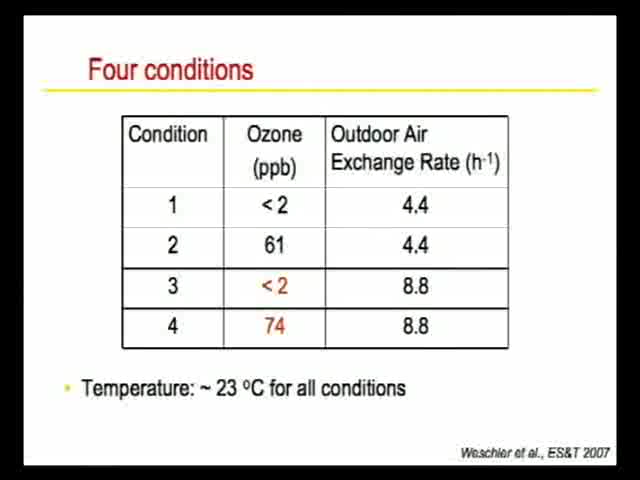 Four conditions
Condition Ozone (ppb) Outdoor Air Exchange Rate (h-1)
1 < 2 4.4
2 61 4.4
3 < 2 8.8
4 74 8.8
• Temperature: ~ 23 ºC for all conditions
Weschler et al., ES&T 2007